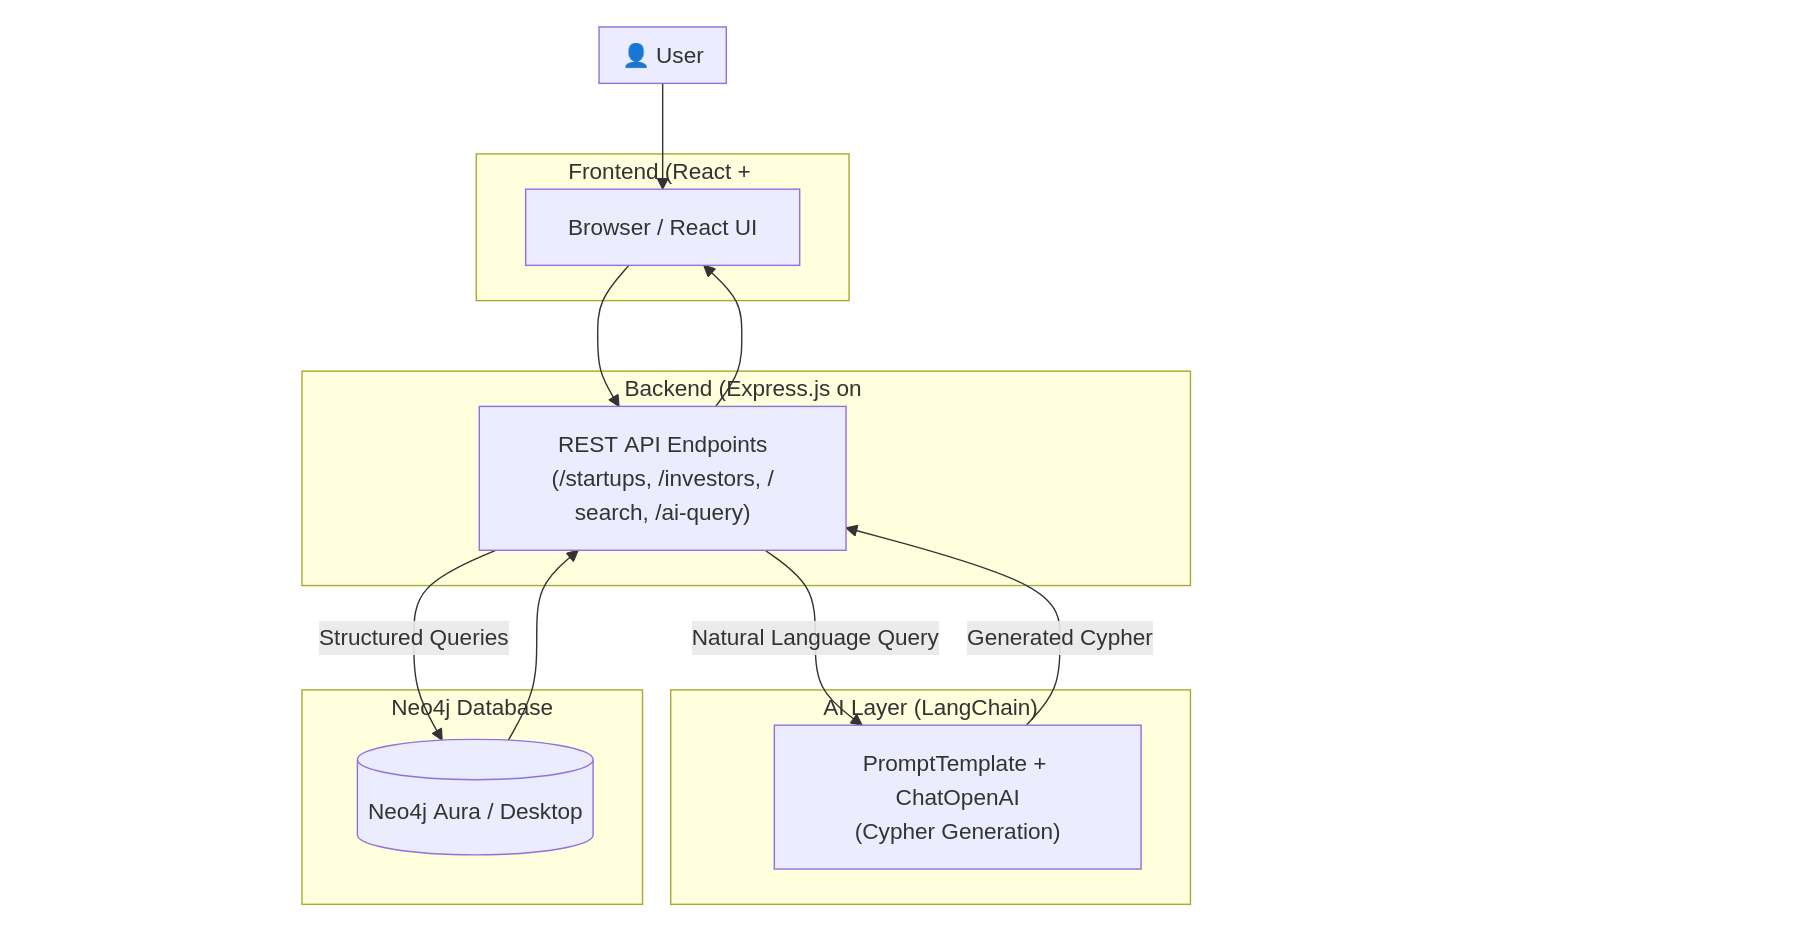 👤 User
Frontend (React +
Browser / React UI
Backend (Express.js on
REST API Endpoints
(/startups, /investors, /
search, /ai-query)
Structured Queries
Natural Language Query
Generated Cypher
Neo4j Database
AI Layer (LangChain)
Neo4j Aura / Desktop
PromptTemplate +
ChatOpenAI
(Cypher Generation)